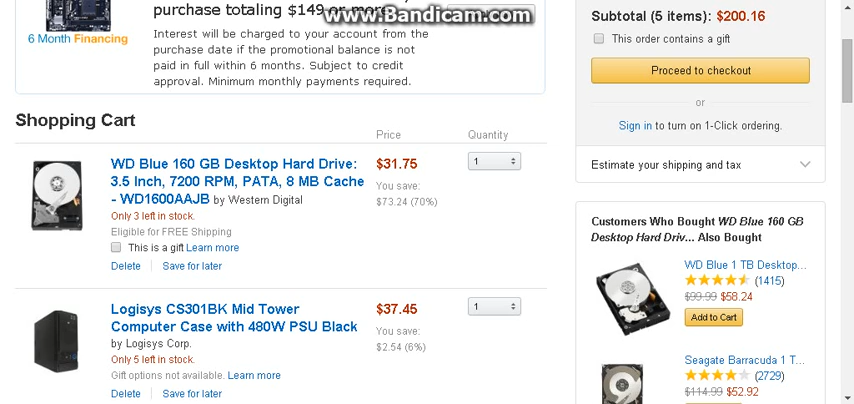 purchase totaling $149 or more.
www.Bandicam.com
6 Month Financing
Interest will be charged to your account from the
purchase date if the promotional balance is not
paid in full within 6 months. Subject to credit
approval. Minimum monthly payments required.
Subtotal (5 items): $200.16
This order contains a gift
Proceed to checkout
or
Sign in to turn on 1-Click ordering.
Estimate your shipping and tax
Shopping Cart
Price
Quantity
WD Blue 160 GB Desktop Hard Drive:
3.5 Inch, 7200 RPM, PATA, 8 MB Cache
- WD1600AAJB by Western Digital
Only 3 left in stock.
Eligible for FREE Shipping
This is a gift Learn more
Delete
Save for later
$31.75
You save:
$73.24 (70%)
1
Logisys CS301BK Mid Tower
Computer Case with 480W PSU Black
by Logisys Corp.
Only 5 left in stock.
Gift options not available. Learn more
Delete
Save for later
$37.45
You save:
$2.54 (6%)
1
Customers Who Bought WD Blue 160 GB
Desktop Hard Driv... Also Bought
WD Blue 1 TB Desktop...
(1415)
$99.99 $58.24
Add to Cart
Seagate Barracuda 1 T...
(2729)
$114.99 $52.92